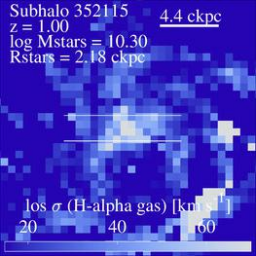 Subhalo 352115
4.4 ckpc
z = 1.00
log Mstars = 10.30
Rstars = 2.18 ckpc
los σ (H-alpha gas) [km s⁻¹]
20 40 60